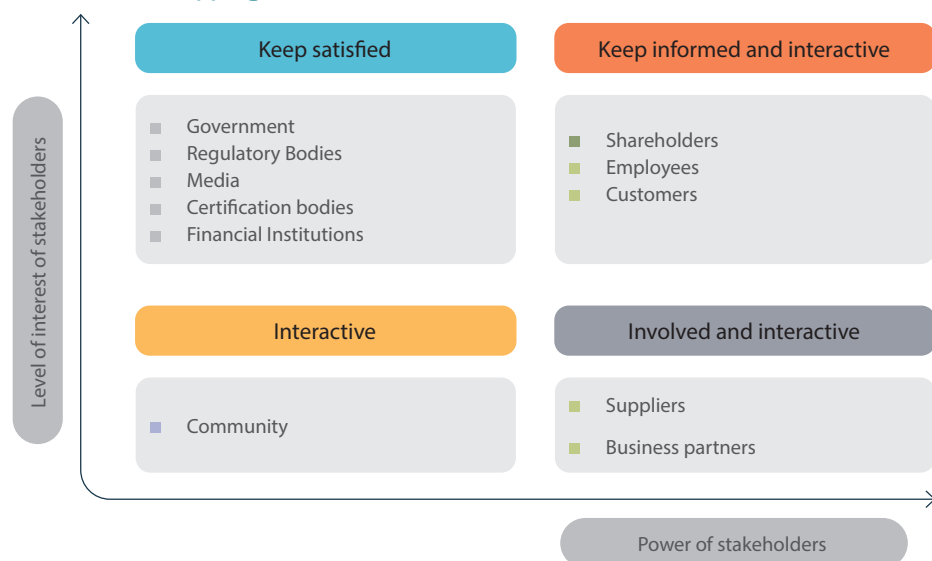 Keep satisfied
Government
Regulatory Bodies
Media
Certification bodies
Financial Institutions
Keep informed and interactive
Shareholders
Employees
Customers
Interactive
Community
Involved and interactive
Suppliers
Business partners
Level of interest of stakeholders
Power of stakeholders